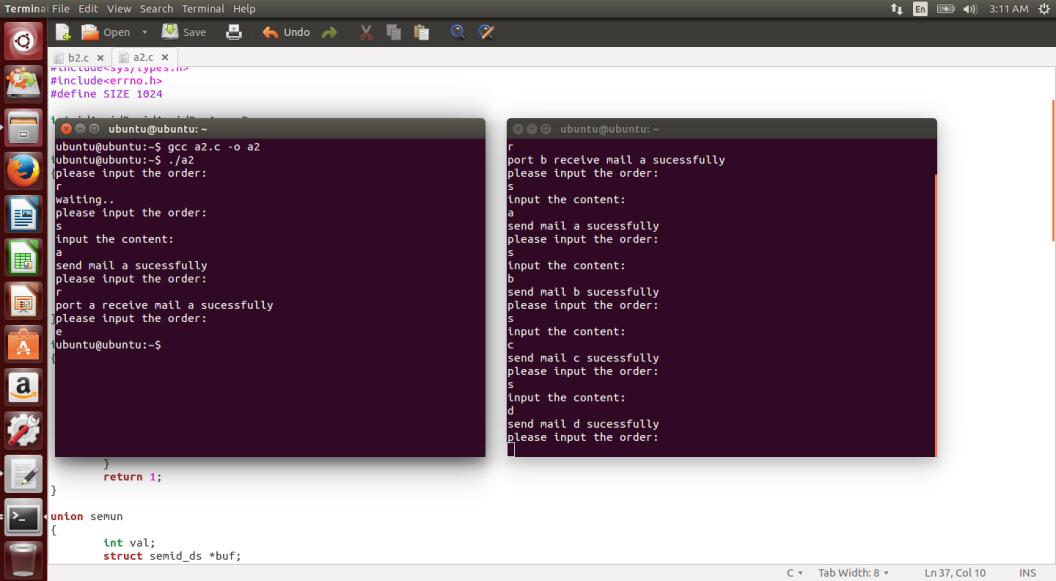 Terminal File Edit View Search Terminal Help
En
3:11 AM
Open
Save
Undo
b2.c
a2.c
#include<sys/types.h>
#include<errno.h>
#define SIZE 1024
ubuntu@ubuntu: ~
ubuntu@ubuntu:~$ gcc a2.c -o a2
ubuntu@ubuntu:~$ ./a2
please input the order:
r
waiting..
please input the order:
s
input the content:
a
send mail a sucessfully
please input the order:
r
port a receive mail a sucessfully
please input the order:
e
ubuntu@ubuntu:~$
ubuntu@ubuntu: ~
r
port b receive mail a sucessfully
please input the order:
s
input the content:
a
send mail a sucessfully
please input the order:
s
input the content:
b
send mail b sucessfully
please input the order:
s
input the content:
c
send mail c sucessfully
please input the order:
s
input the content:
d
send mail d sucessfully
please input the order:
}
return 1;
}
union semun
{
int val;
struct semid_ds *buf;
C
Tab Width: 8
Ln 37, Col 10
INS